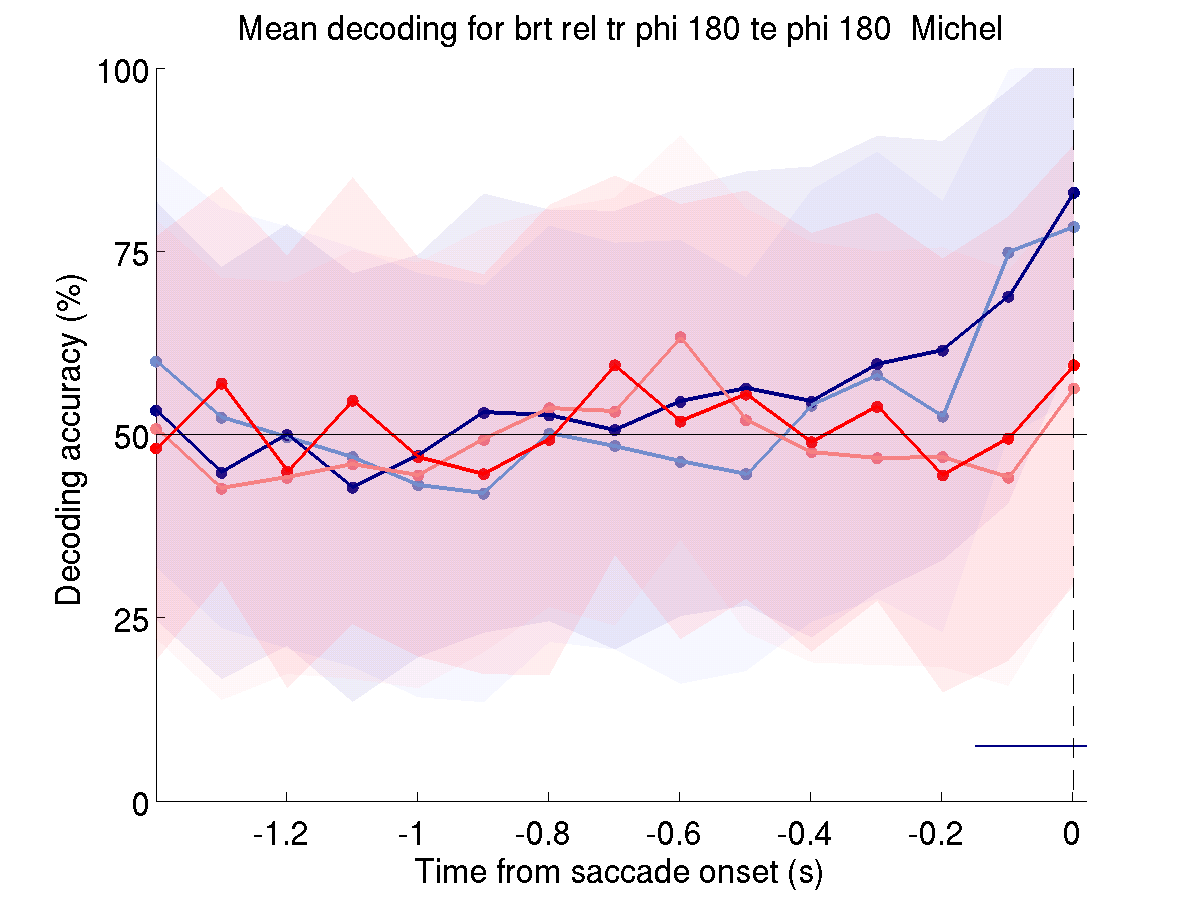 Mean decoding for brt rel tr phi 180 te phi 180  Michel
100
75
50
25
0
Decoding accuracy (%)
-1.2 -1 -0.8 -0.6 -0.4 -0.2 0
Time from saccade onset (s)